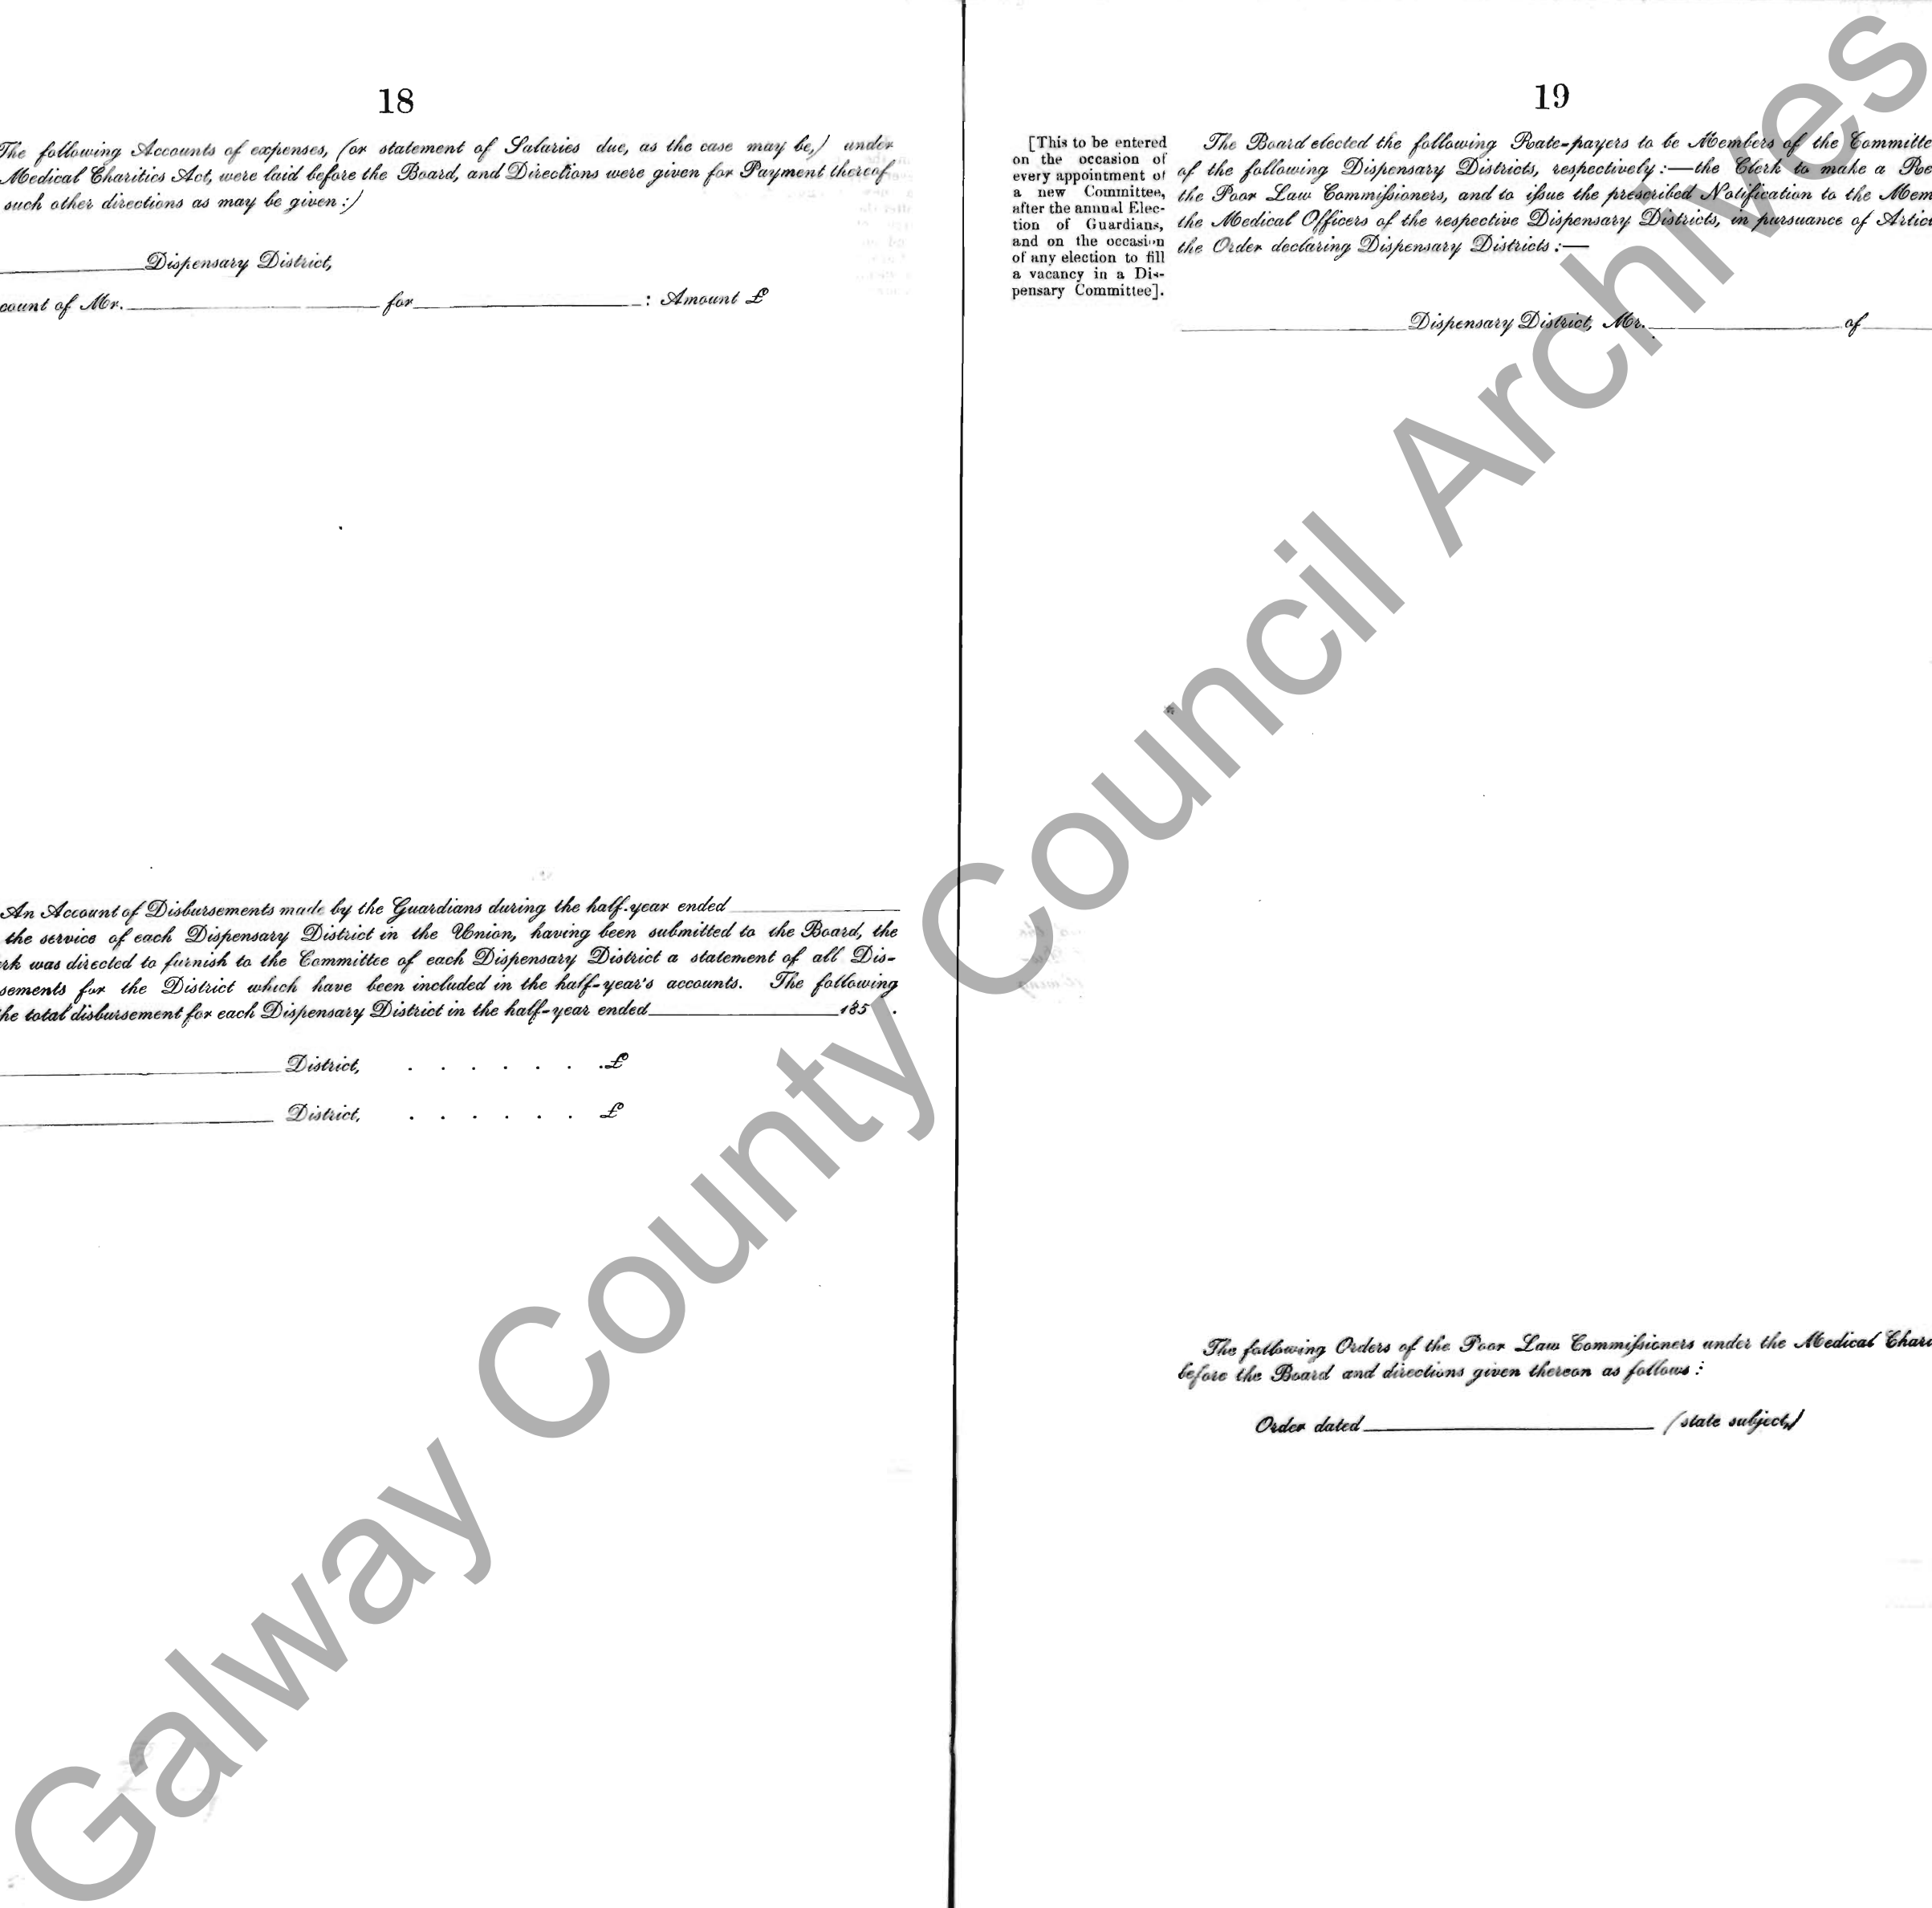 18
The following Accounts of expenses, (or statement of Salaries due, as the case may be,) under
Medical Charities Act, were laid before the Board, and Directions were given for Payment thereof
such other directions as may be given:)
Dispensary District,
count of Mr. for : Amount £
An Account of Disbursements made by the Guardians during the half-year ended
the service of each Dispensary District in the Union, having been submitted to the Board, the
rk was directed to furnish to the Committee of each Dispensary District a statement of all Dis-
sements for the District which have been included in the half-year's accounts. The following
he total disbursement for each Dispensary District in the half-year ended 185 .
District, . . . . . . . £
District, . . . . . . £
19
[This to be entered
on the occasion of
every appointment of
a new Committee,
after the annual Elec-
tion of Guardians,
and on the occasion
of any election to fill
a vacancy in a Dis-
pensary Committee].
The Board elected the following Rate-payers to be Members of the Committe
of the following Dispensary Districts, respectively:—the Clerk to make a Re
the Poor Law Commissioners, and to issue the prescribed Notification to the Mem
the Medical Officers of the respective Dispensary Districts, in pursuance of Artic
the Order declaring Dispensary Districts:—
Dispensary District, Mr. of
The following Orders of the Poor Law Commissioners under the Medical Chari
before the Board and directions given thereon as follows:
Order dated (state subject,)
Galway County Council Archives